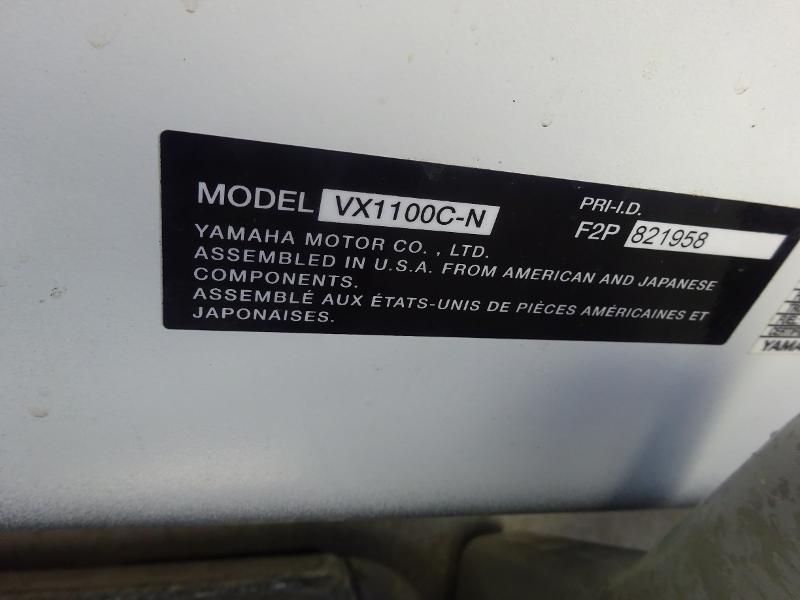 MODEL VX1100C-N
PRI-I.D.
F2P 821958
YAMAHA MOTOR CO., LTD.
ASSEMBLED IN U.S.A. FROM AMERICAN AND JAPANESE
COMPONENTS.
ASSEMBLÉ AUX ÉTATS-UNIS DE PIÈCES AMÉRICAINES ET
JAPONAISES.